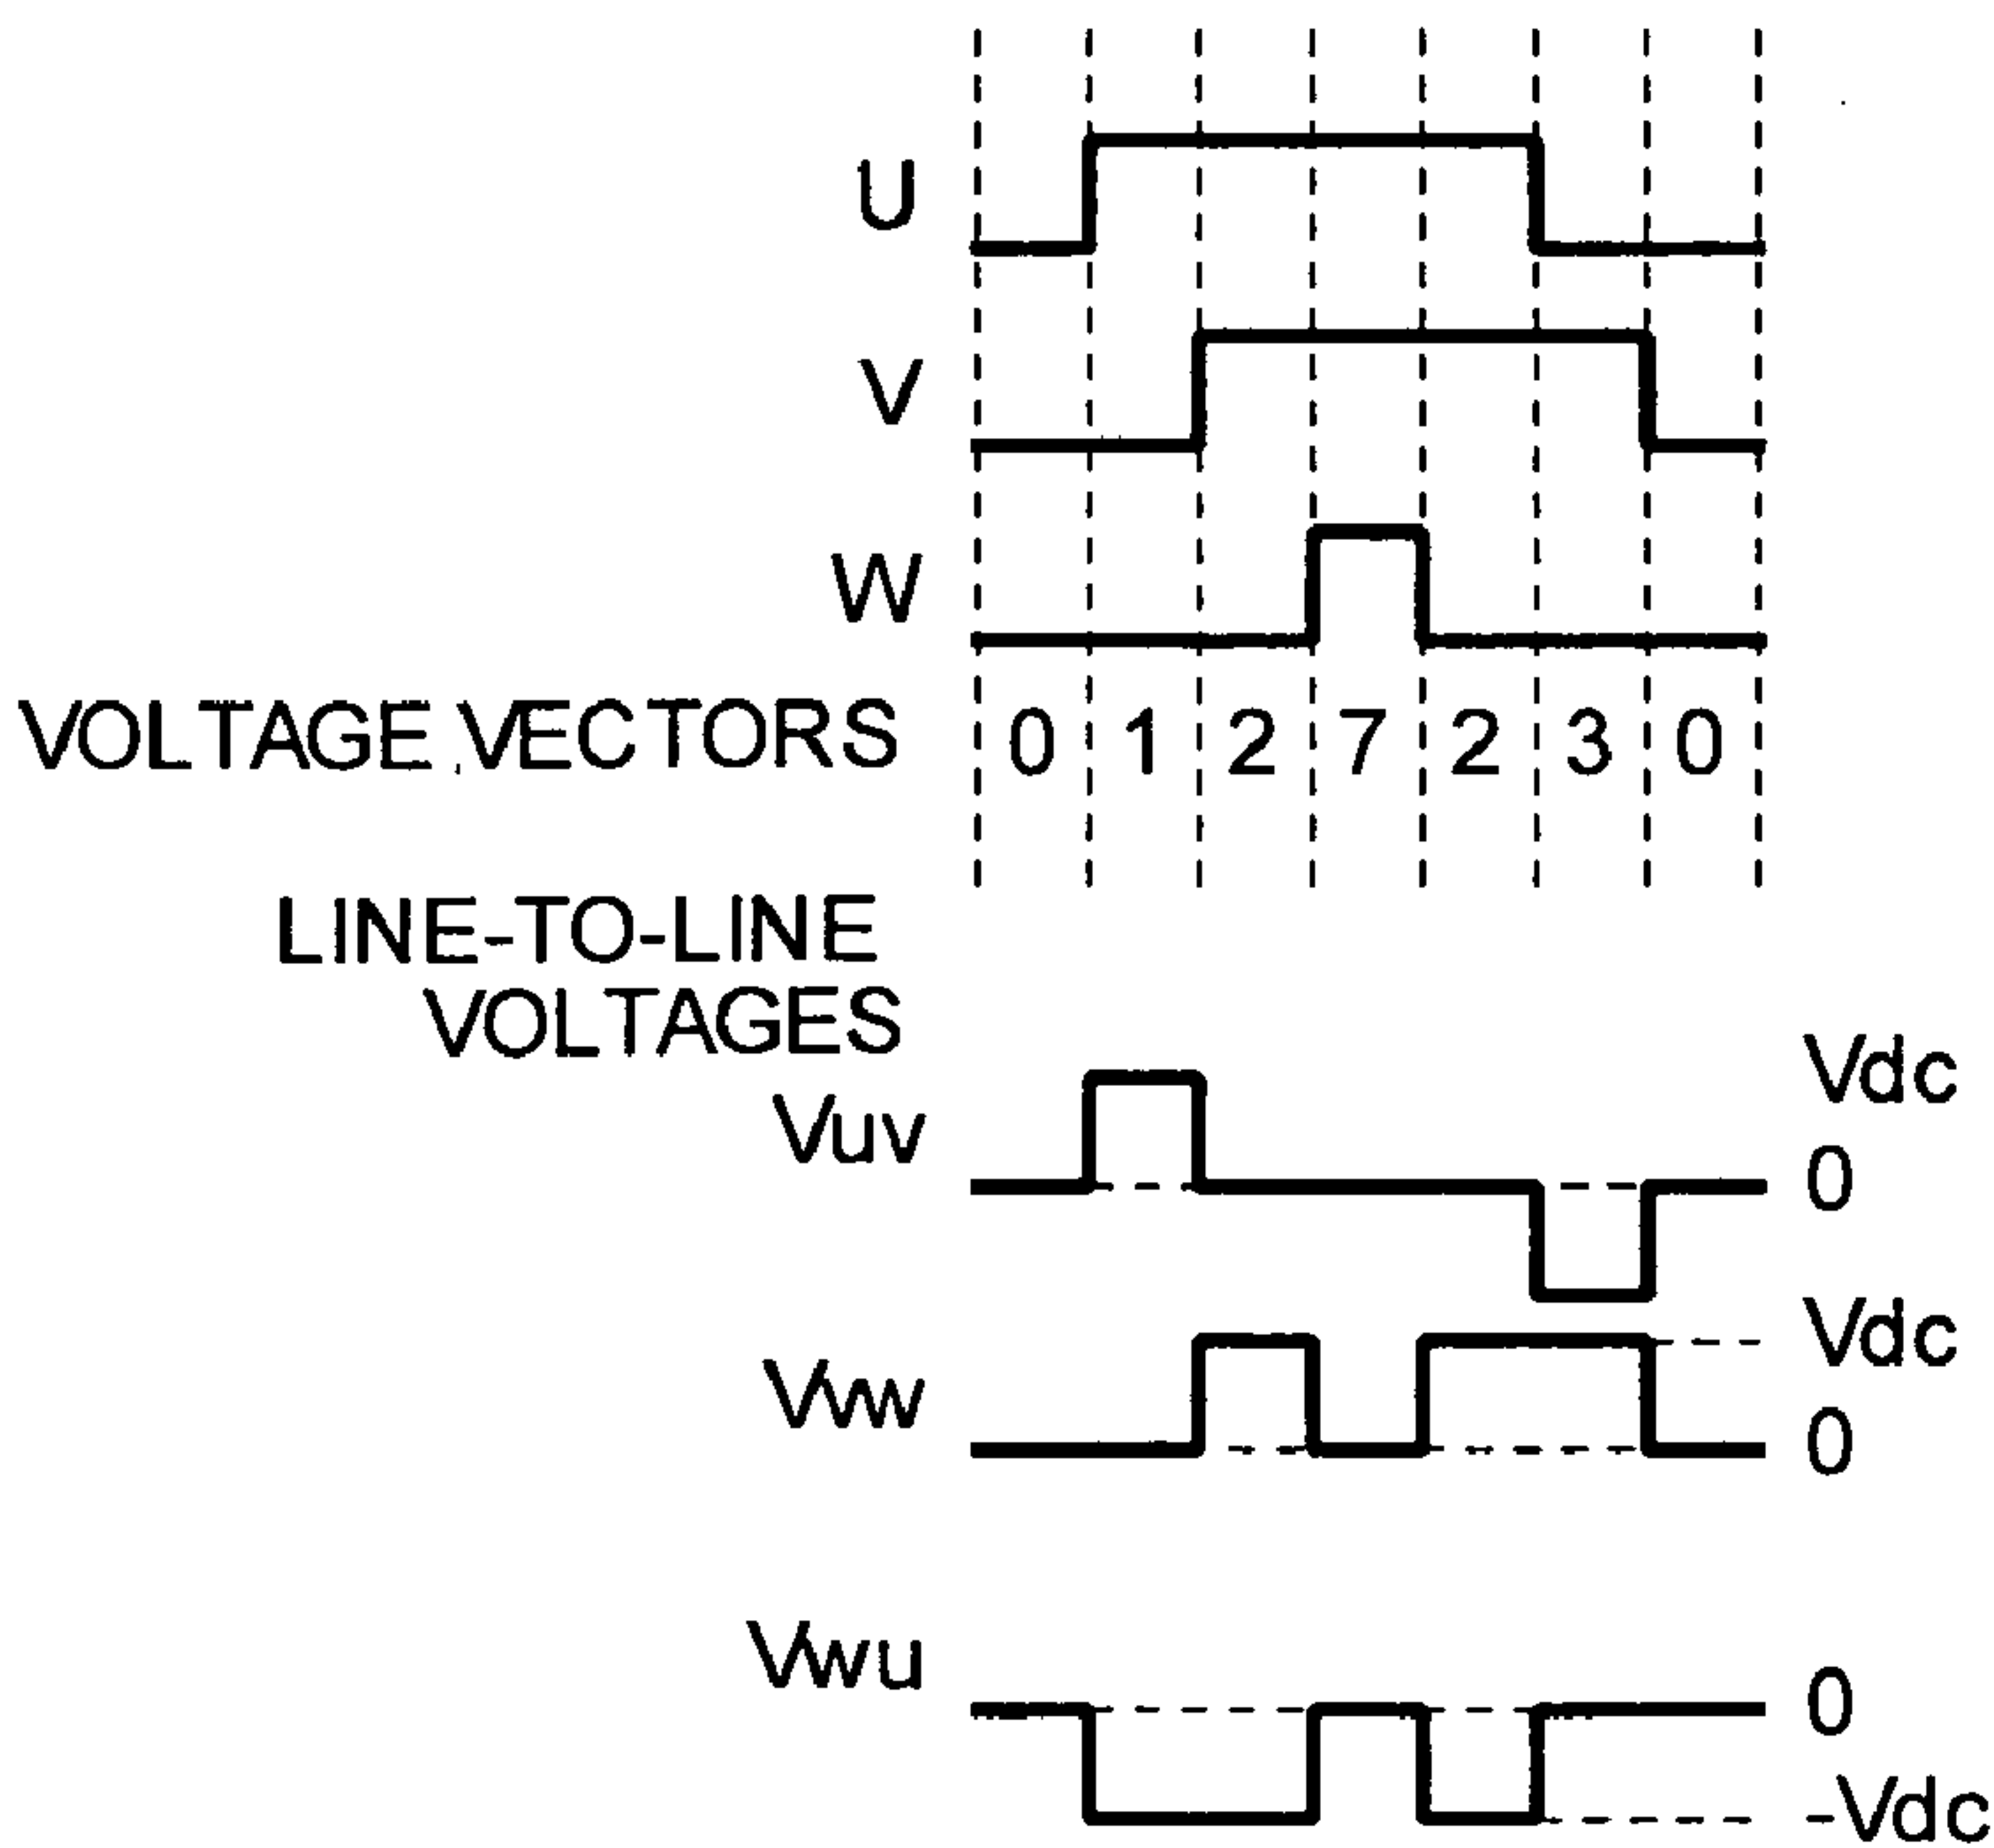 U
V
W
VOLTAGE VECTORS 0 1 2 7 2 3 0
LINE-TO-LINE
VOLTAGES
Vdc
Vuv
0
Vdc
Vvw
0
Vwu
0
-Vdc